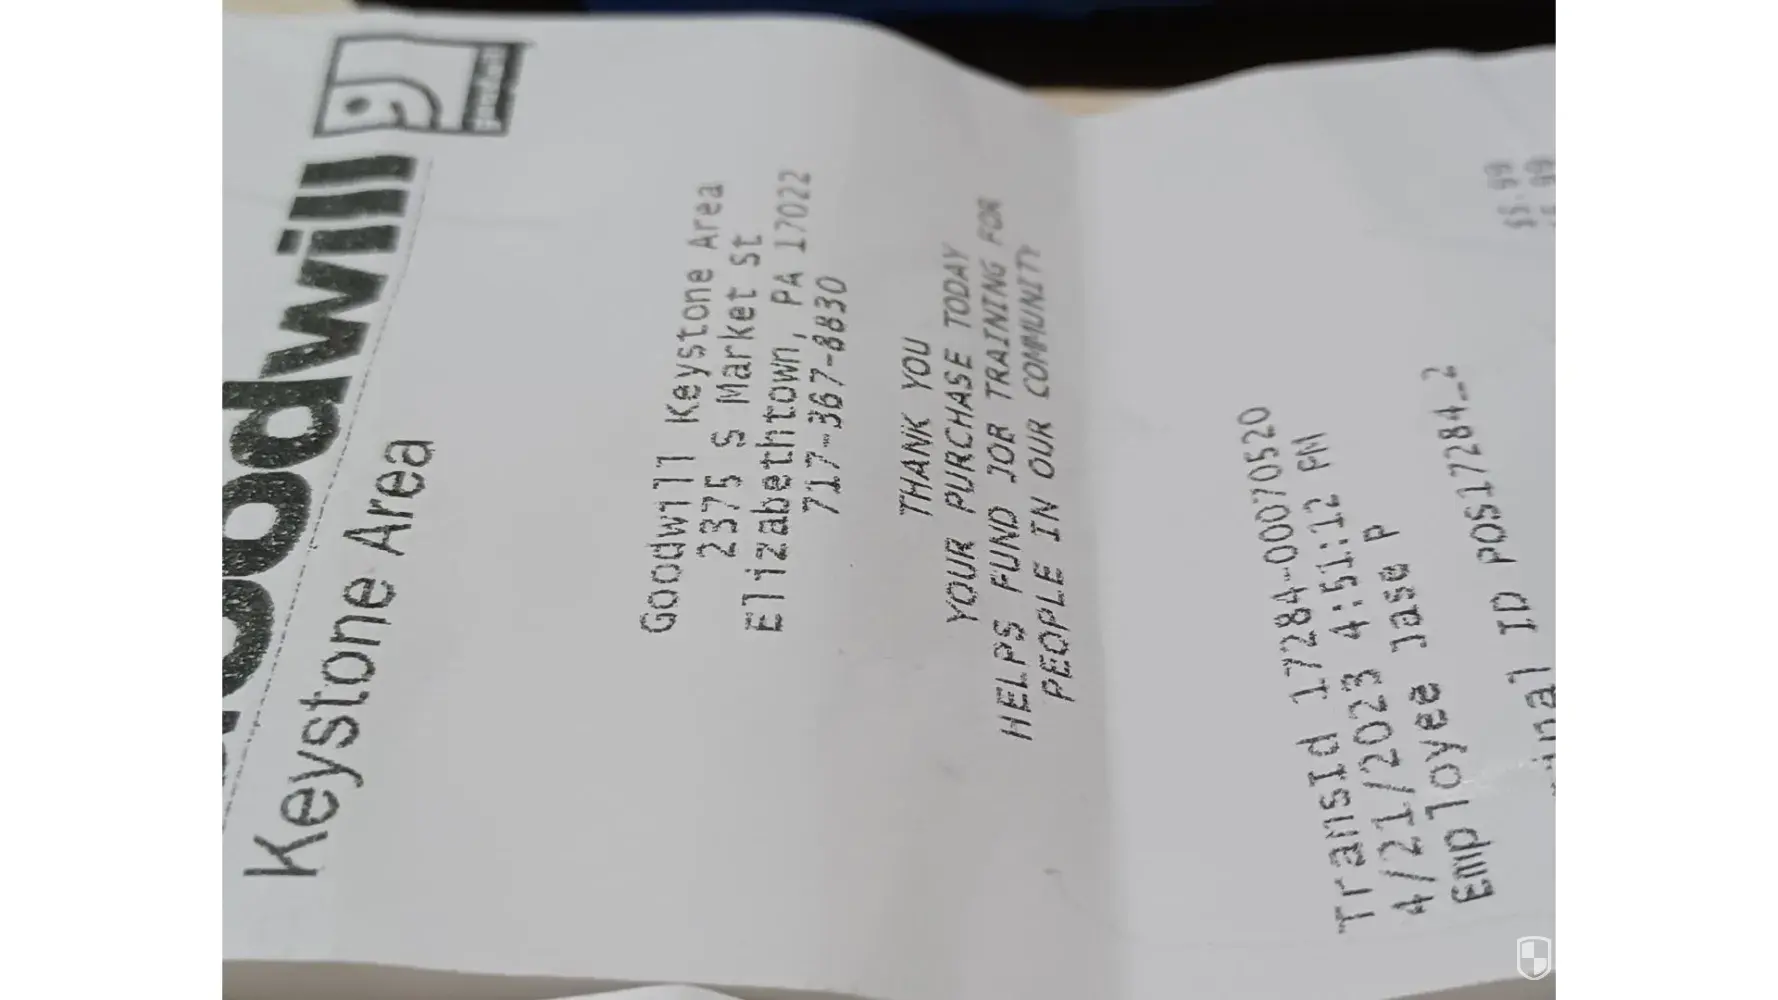 Goodwill
Keystone Area
Goodwill Keystone Area
2375 S Market st
Elizabethtown, PA 17022
717-367-8830
THANK YOU
YOUR PURCHASE TODAY
HELPS FUND JOB TRAINING FOR
PEOPLE IN OUR COMMUNITY
TransId 17284-00070520
4/21/2023 4:51:12 PM
Employee Jase P
ID POS17284_2